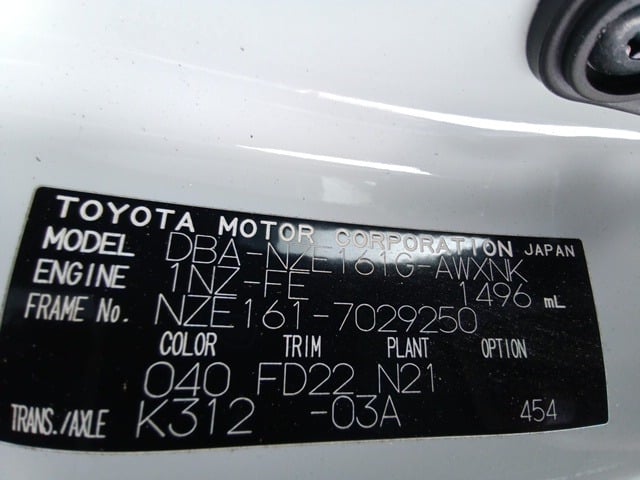 TOYOTA MOTOR CORPORATION JAPAN
MODEL DBA-NZE161G-AWXNK
ENGINE 1NZ-FE 1496 mL
FRAME No. NZE161-7029250
COLOR TRIM PLANT OPTION
040 FD22 N21
TRANS./AXLE K312 -03A 454